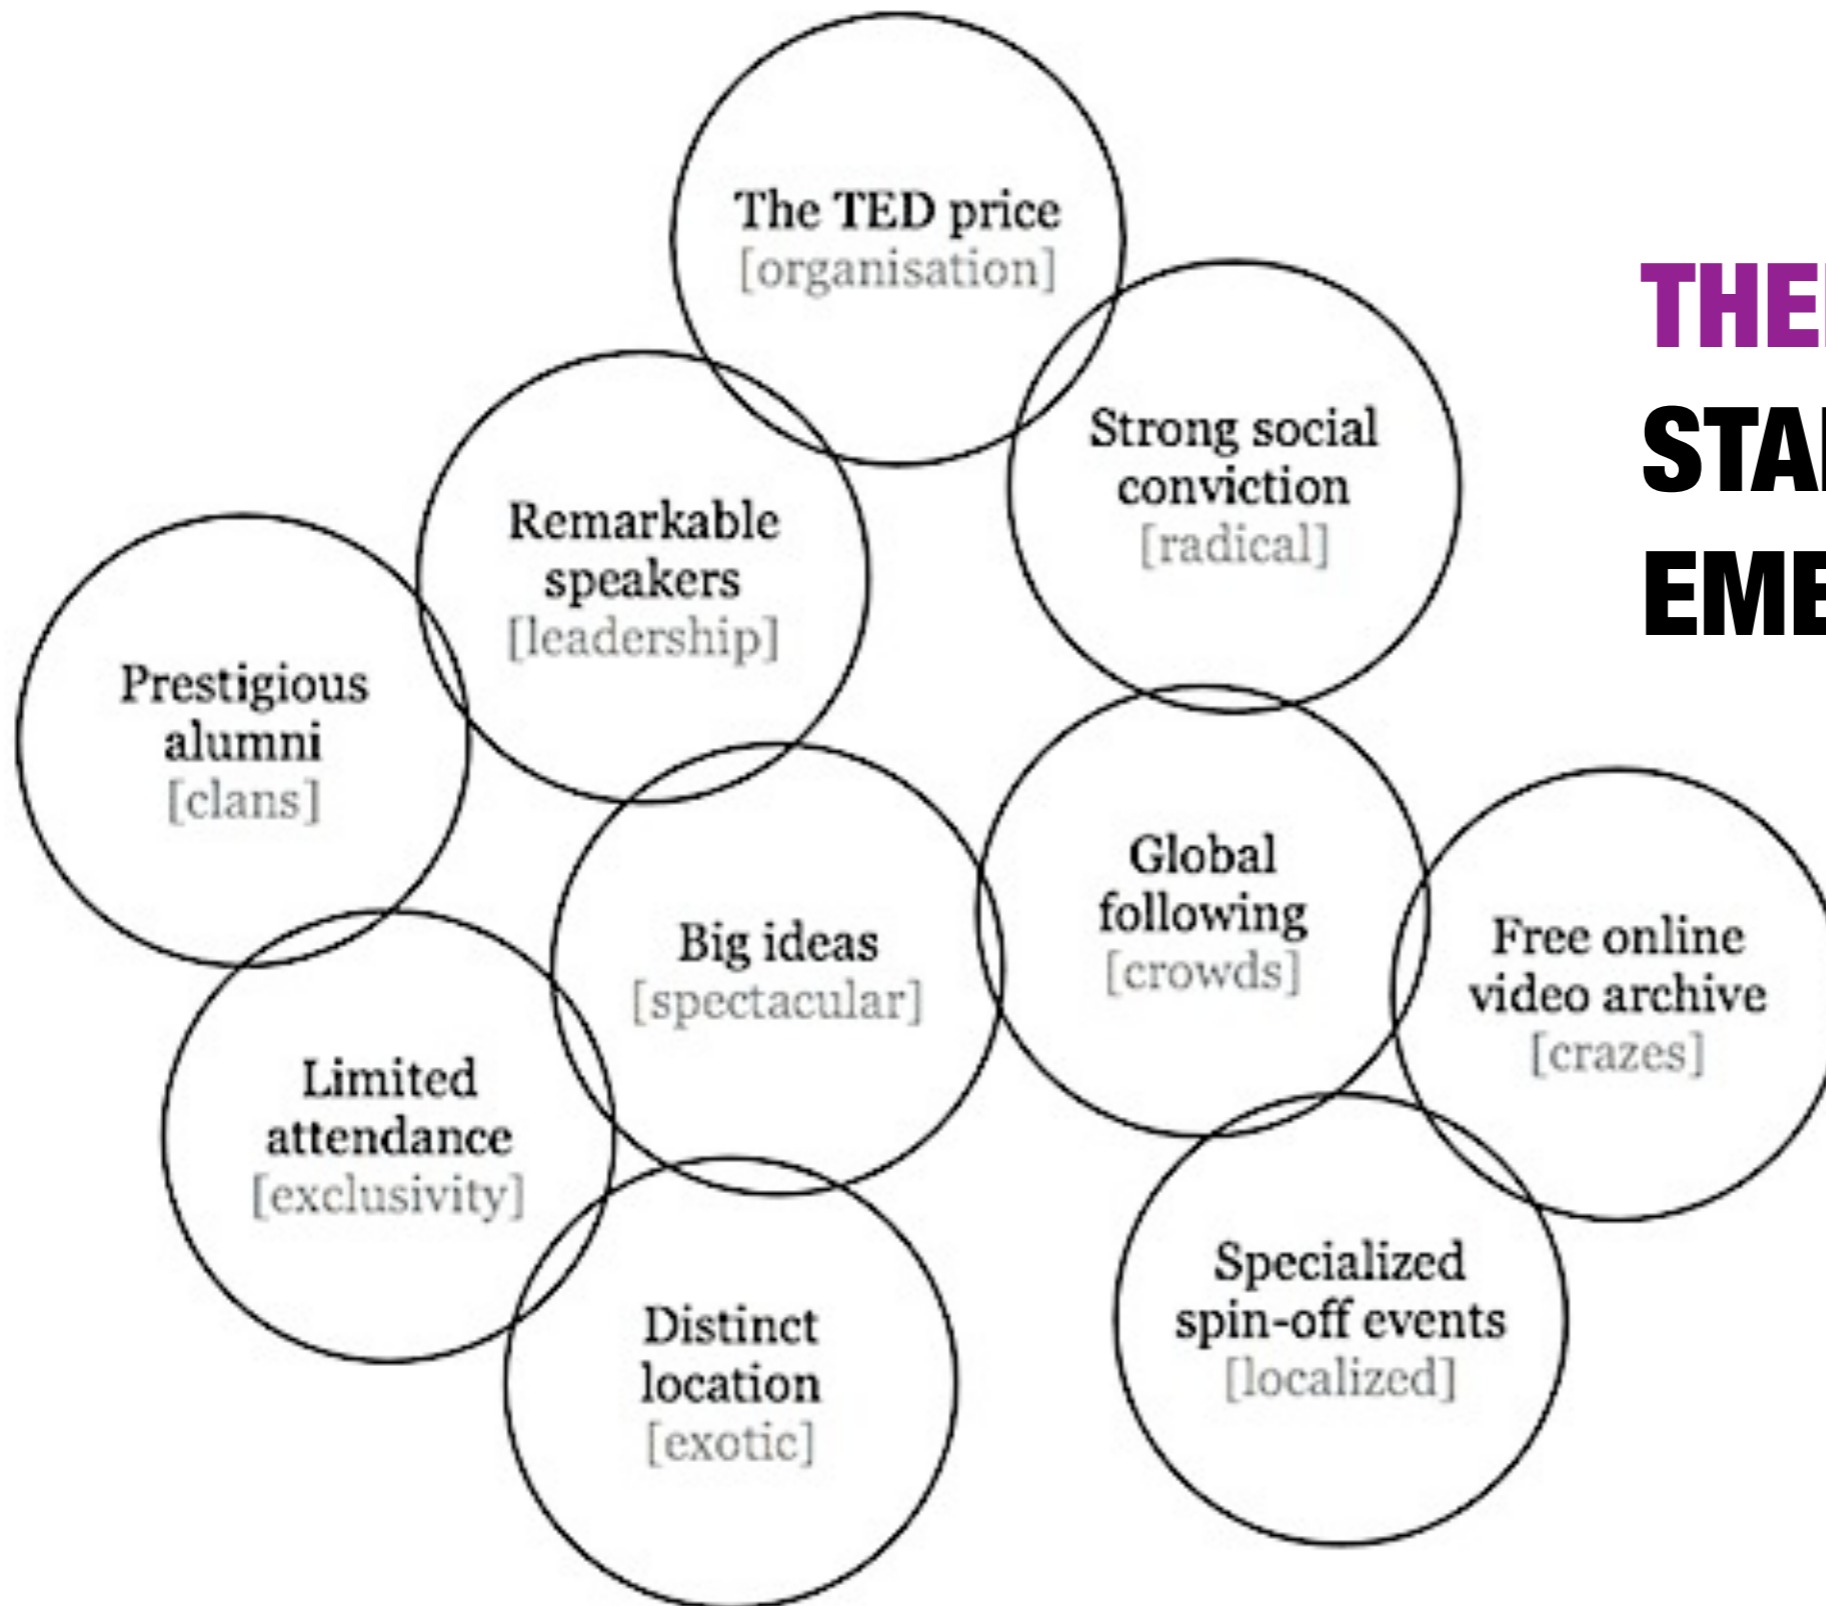 The TED price
[organisation]
Strong social
conviction
[radical]
Remarkable
speakers
[leadership]
Prestigious
alumni
[clans]
Global
following
[crowds]
Big ideas
[spectacular]
Free online
video archive
[crazes]
Limited
attendance
[exclusivity]
Specialized
spin-off events
[localized]
Distinct
location
[exotic]